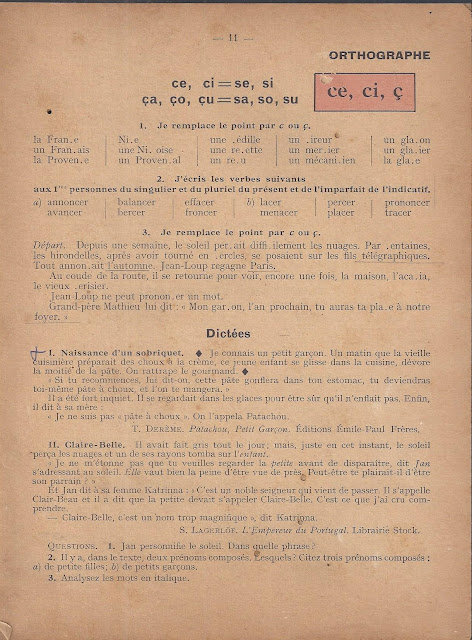 — 11 —
ORTHOGRAPHE
ce, ci = se, si
ça, ço, çu = sa, so, su
ce, ci, ç
1. Je remplace le point par c ou ç.
la Fran.e Ni.e une .édille un .ireur un gla.on
un Fran.ais une Ni.oise une re.ette un mer.ier un gla.ier
la Proven.e un Proven.al un re.u un mécani.ien la gla.e
2. J'écris les verbes suivants
aux 1res personnes du singulier et du pluriel du présent et de l'imparfait de l'indicatif,
a) annoncer balancer effacer b) lacer percer prononcer
avancer bercer froncer menacer placer tracer
3. Je remplace le point par c ou ç.
Départ. Depuis une semaine, le soleil per.ait diffi.ilement les nuages. Par .entaines,
les hirondelles, après avoir tourné en .ercles, se posaient sur les fils télégraphiques.
Tout annon.ait l'automne. Jean-Loup regagne Paris.
Au coude de la route, il se retourne pour voir, encore une fois, la maison, l'aca.ia,
le vieux .erisier.
Jean-Loup ne peut pronon.er un mot.
Grand-père Mathieu lui dit : « Mon gar.on, l'an prochain, tu auras ta pla.e à notre
foyer. »
Dictées
I. Naissance d'un sobriquet. ◆ Je connais un petit garçon. Un matin que la vieille
cuisinière préparait des choux à la crème, ce jeune enfant se glisse dans la cuisine, dévore
la moitié de la pâte. On rattrape le gourmand. ◆
« Si tu recommences, lui dit-on, cette pâte gonflera dans ton estomac, tu deviendras
toi-même pâte à choux, et l'on te mangera. »
Il a été fort inquiet. Il se regardait dans les glaces pour être sûr qu'il n'enflait pas. Enfin,
il dit à sa mère :
« Je ne suis pas « pâte à choux ». On l'appela Patachou.
T. Derème. Patachou, Petit Garçon. Éditions Émile-Paul Frères.
II. Claire-Belle. Il avait fait gris tout le jour; mais, juste en cet instant, le soleil
perça les nuages et un de ses rayons tomba sur l'enfant.
« Je ne m'étonne pas que tu veuilles regarder la petite avant de disparaître, dit Jan
s'adressant au soleil. Elle vaut bien la peine d'être vue de près. Peut-être te plairait-il d'être
son parrain ? »
Et Jan dit à sa femme Katrinna : « C'est un noble seigneur qui vient de passer. Il s'appelle
Clair-Beau et il a dit que la petite devait s'appeler Claire-Belle. C'est ce que j'ai cru com-
prendre.
— Claire-Belle, c'est un nom trop magnifique », dit Katrinna.
S. Lagerlöf. L'Empereur du Portugal. Librairie Stock.
Questions. 1. Jan personnifie le soleil. Dans quelle phrase ?
2. Il y a, dans le texte, deux prénoms composés. Lesquels ? Citez trois prénoms composés :
a) de petites filles; b) de petits garçons.
3. Analysez les mots en italique.